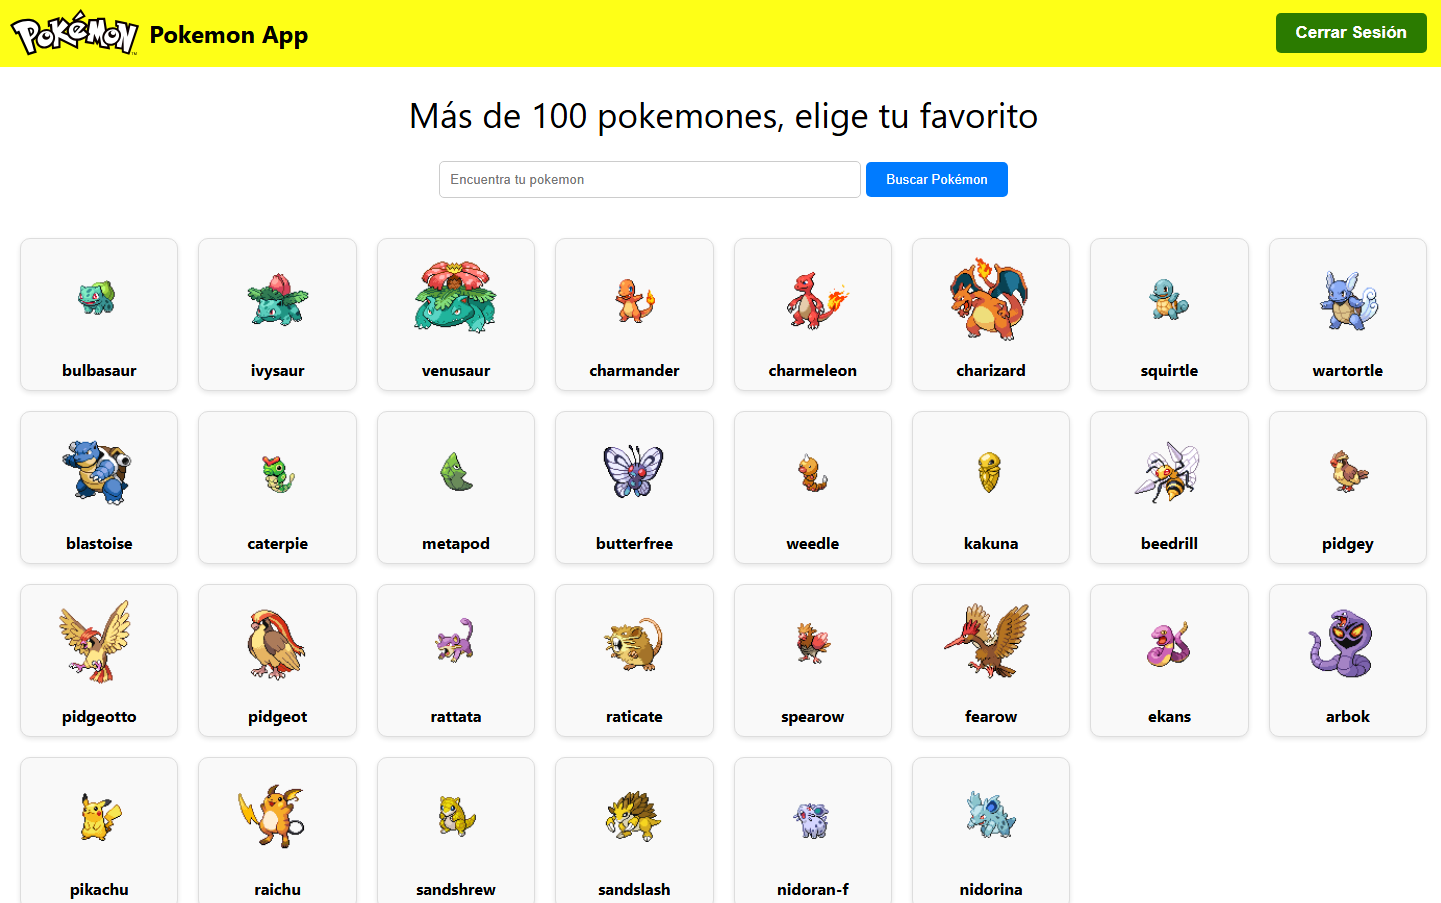 Pokémon™ Pokemon App Cerrar Sesión
Más de 100 pokemones, elige tu favorito
Encuentra tu pokemon Buscar Pokémon
bulbasaur ivysaur venusaur charmander charmeleon charizard squirtle wartortle
blastoise caterpie metapod butterfree weedle kakuna beedrill pidgey
pidgeotto pidgeot rattata raticate spearow fearow ekans arbok
pikachu raichu sandshrew sandslash nidoran-f nidorina